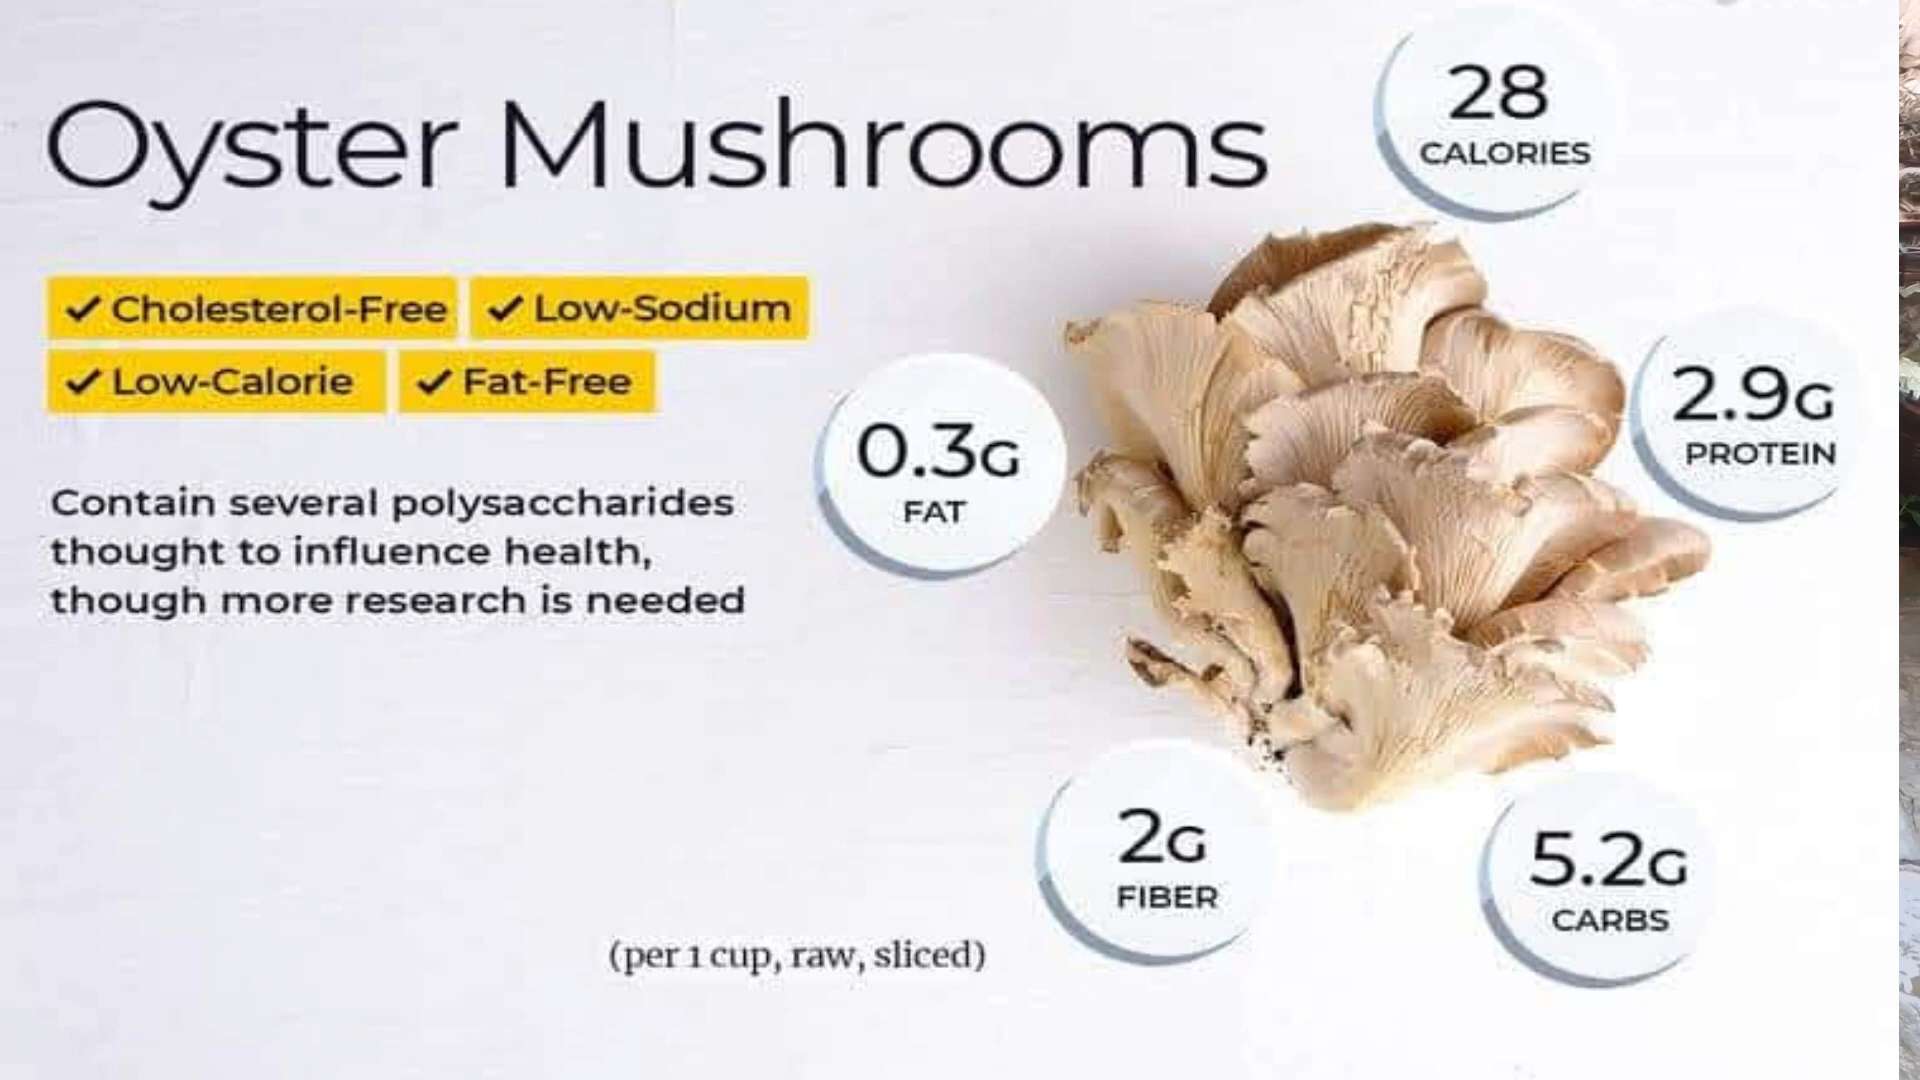 Oyster Mushrooms
✓ Cholesterol-Free ✓ Low-Sodium
✓ Low-Calorie ✓ Fat-Free
Contain several polysaccharides
thought to influence health,
though more research is needed
28
CALORIES
0.3G
FAT
2.9G
PROTEIN
2G
FIBER
5.2G
CARBS
(per 1 cup, raw, sliced)